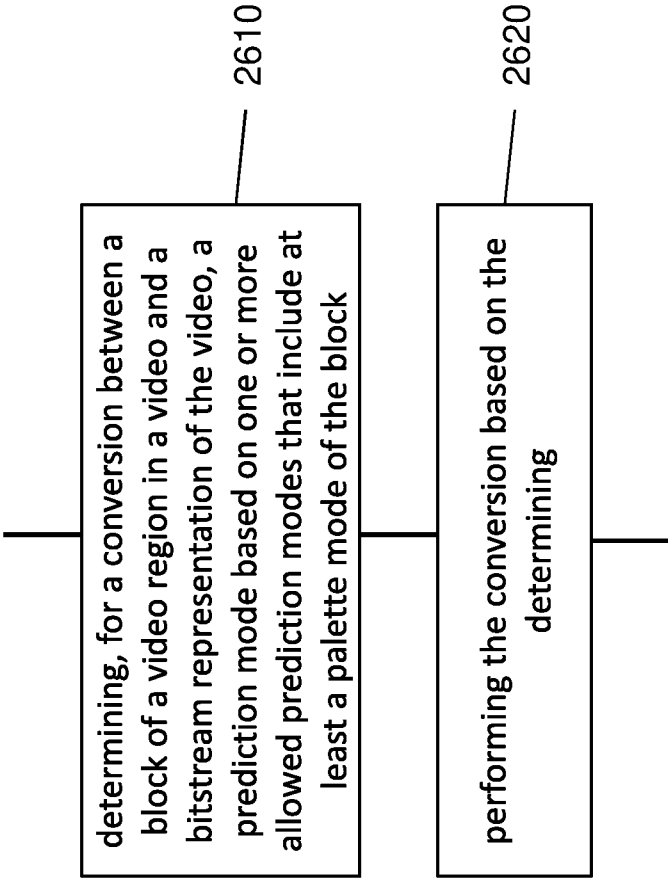 determining, for a conversion between a
block of a video region in a video and a
bitstream representation of the video, a
prediction mode based on one or more
allowed prediction modes that include at
least a palette mode of the block
2610
performing the conversion based on the
determining
2620